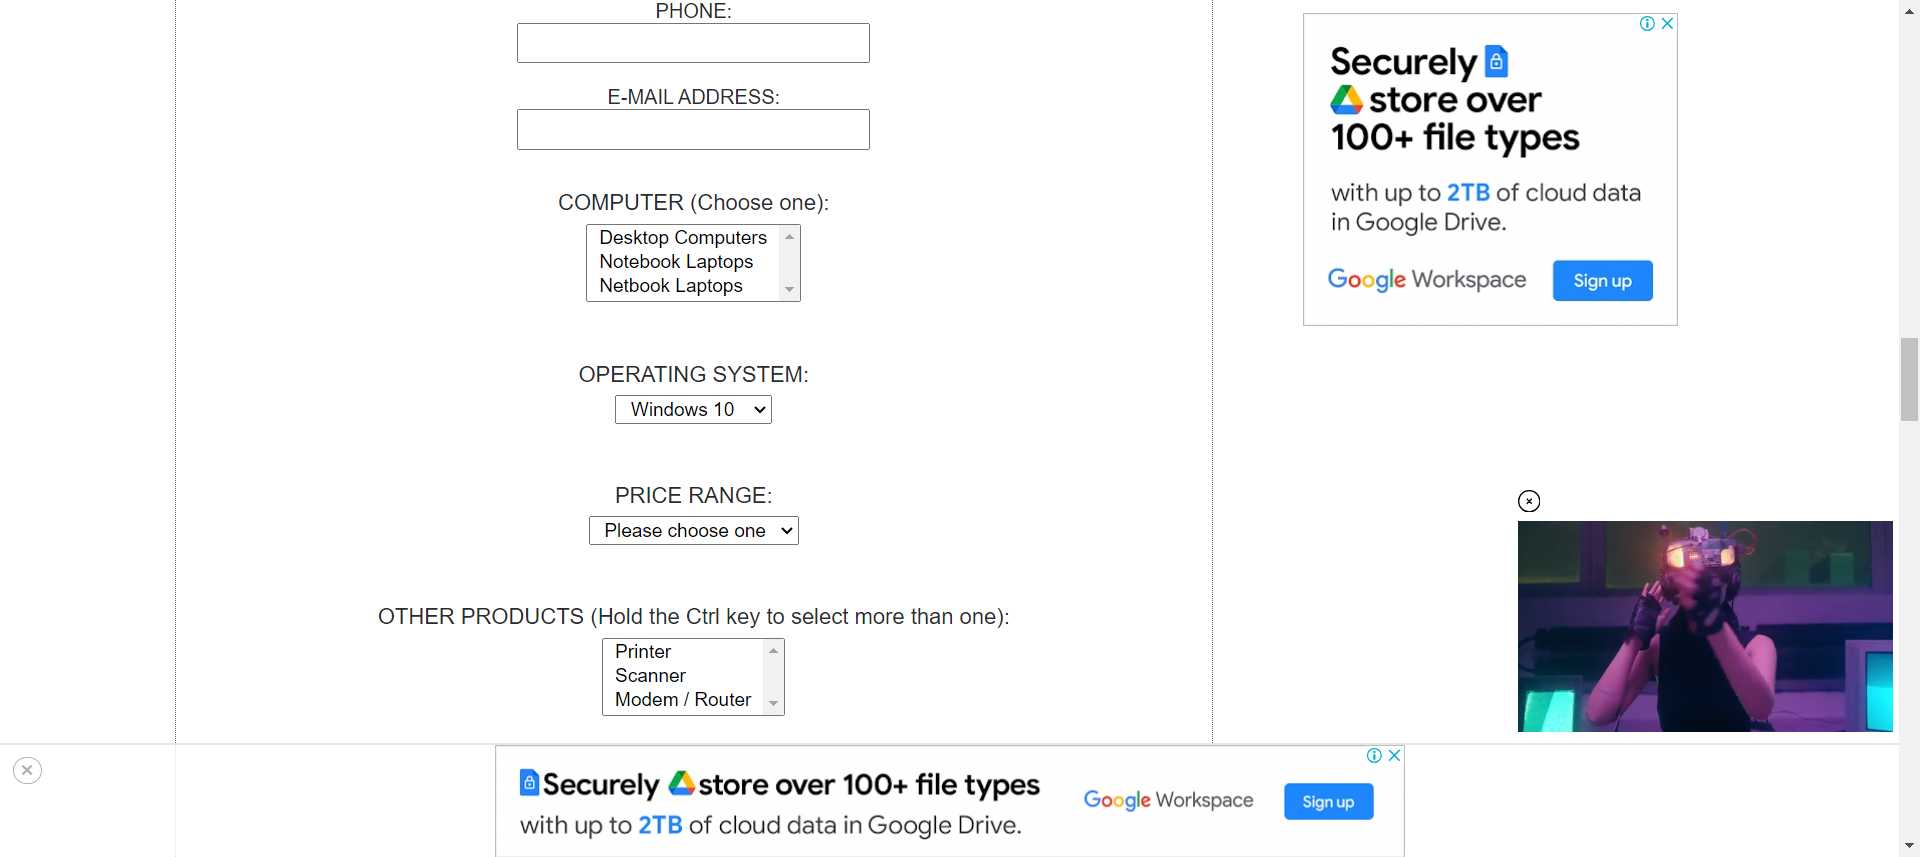 PHONE:
E-MAIL ADDRESS:
COMPUTER (Choose one):
Desktop Computers
Notebook Laptops
Netbook Laptops
OPERATING SYSTEM:
Windows 10
PRICE RANGE:
Please choose one
OTHER PRODUCTS (Hold the Ctrl key to select more than one):
Printer
Scanner
Modem / Router
Securely
store over
100+ file types
with up to 2TB of cloud data
in Google Drive.
Google Workspace
Sign up
Securely store over 100+ file types
with up to 2TB of cloud data in Google Drive.
Google Workspace
Sign up